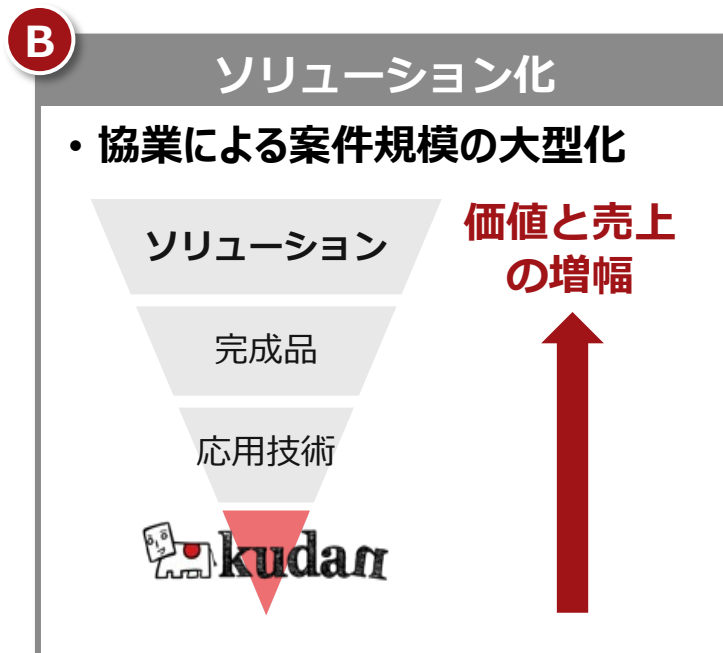 B
ソリューション化
・協業による案件規模の大型化
ソリューション
価値と売上
の増幅
完成品
応用技術
kudan